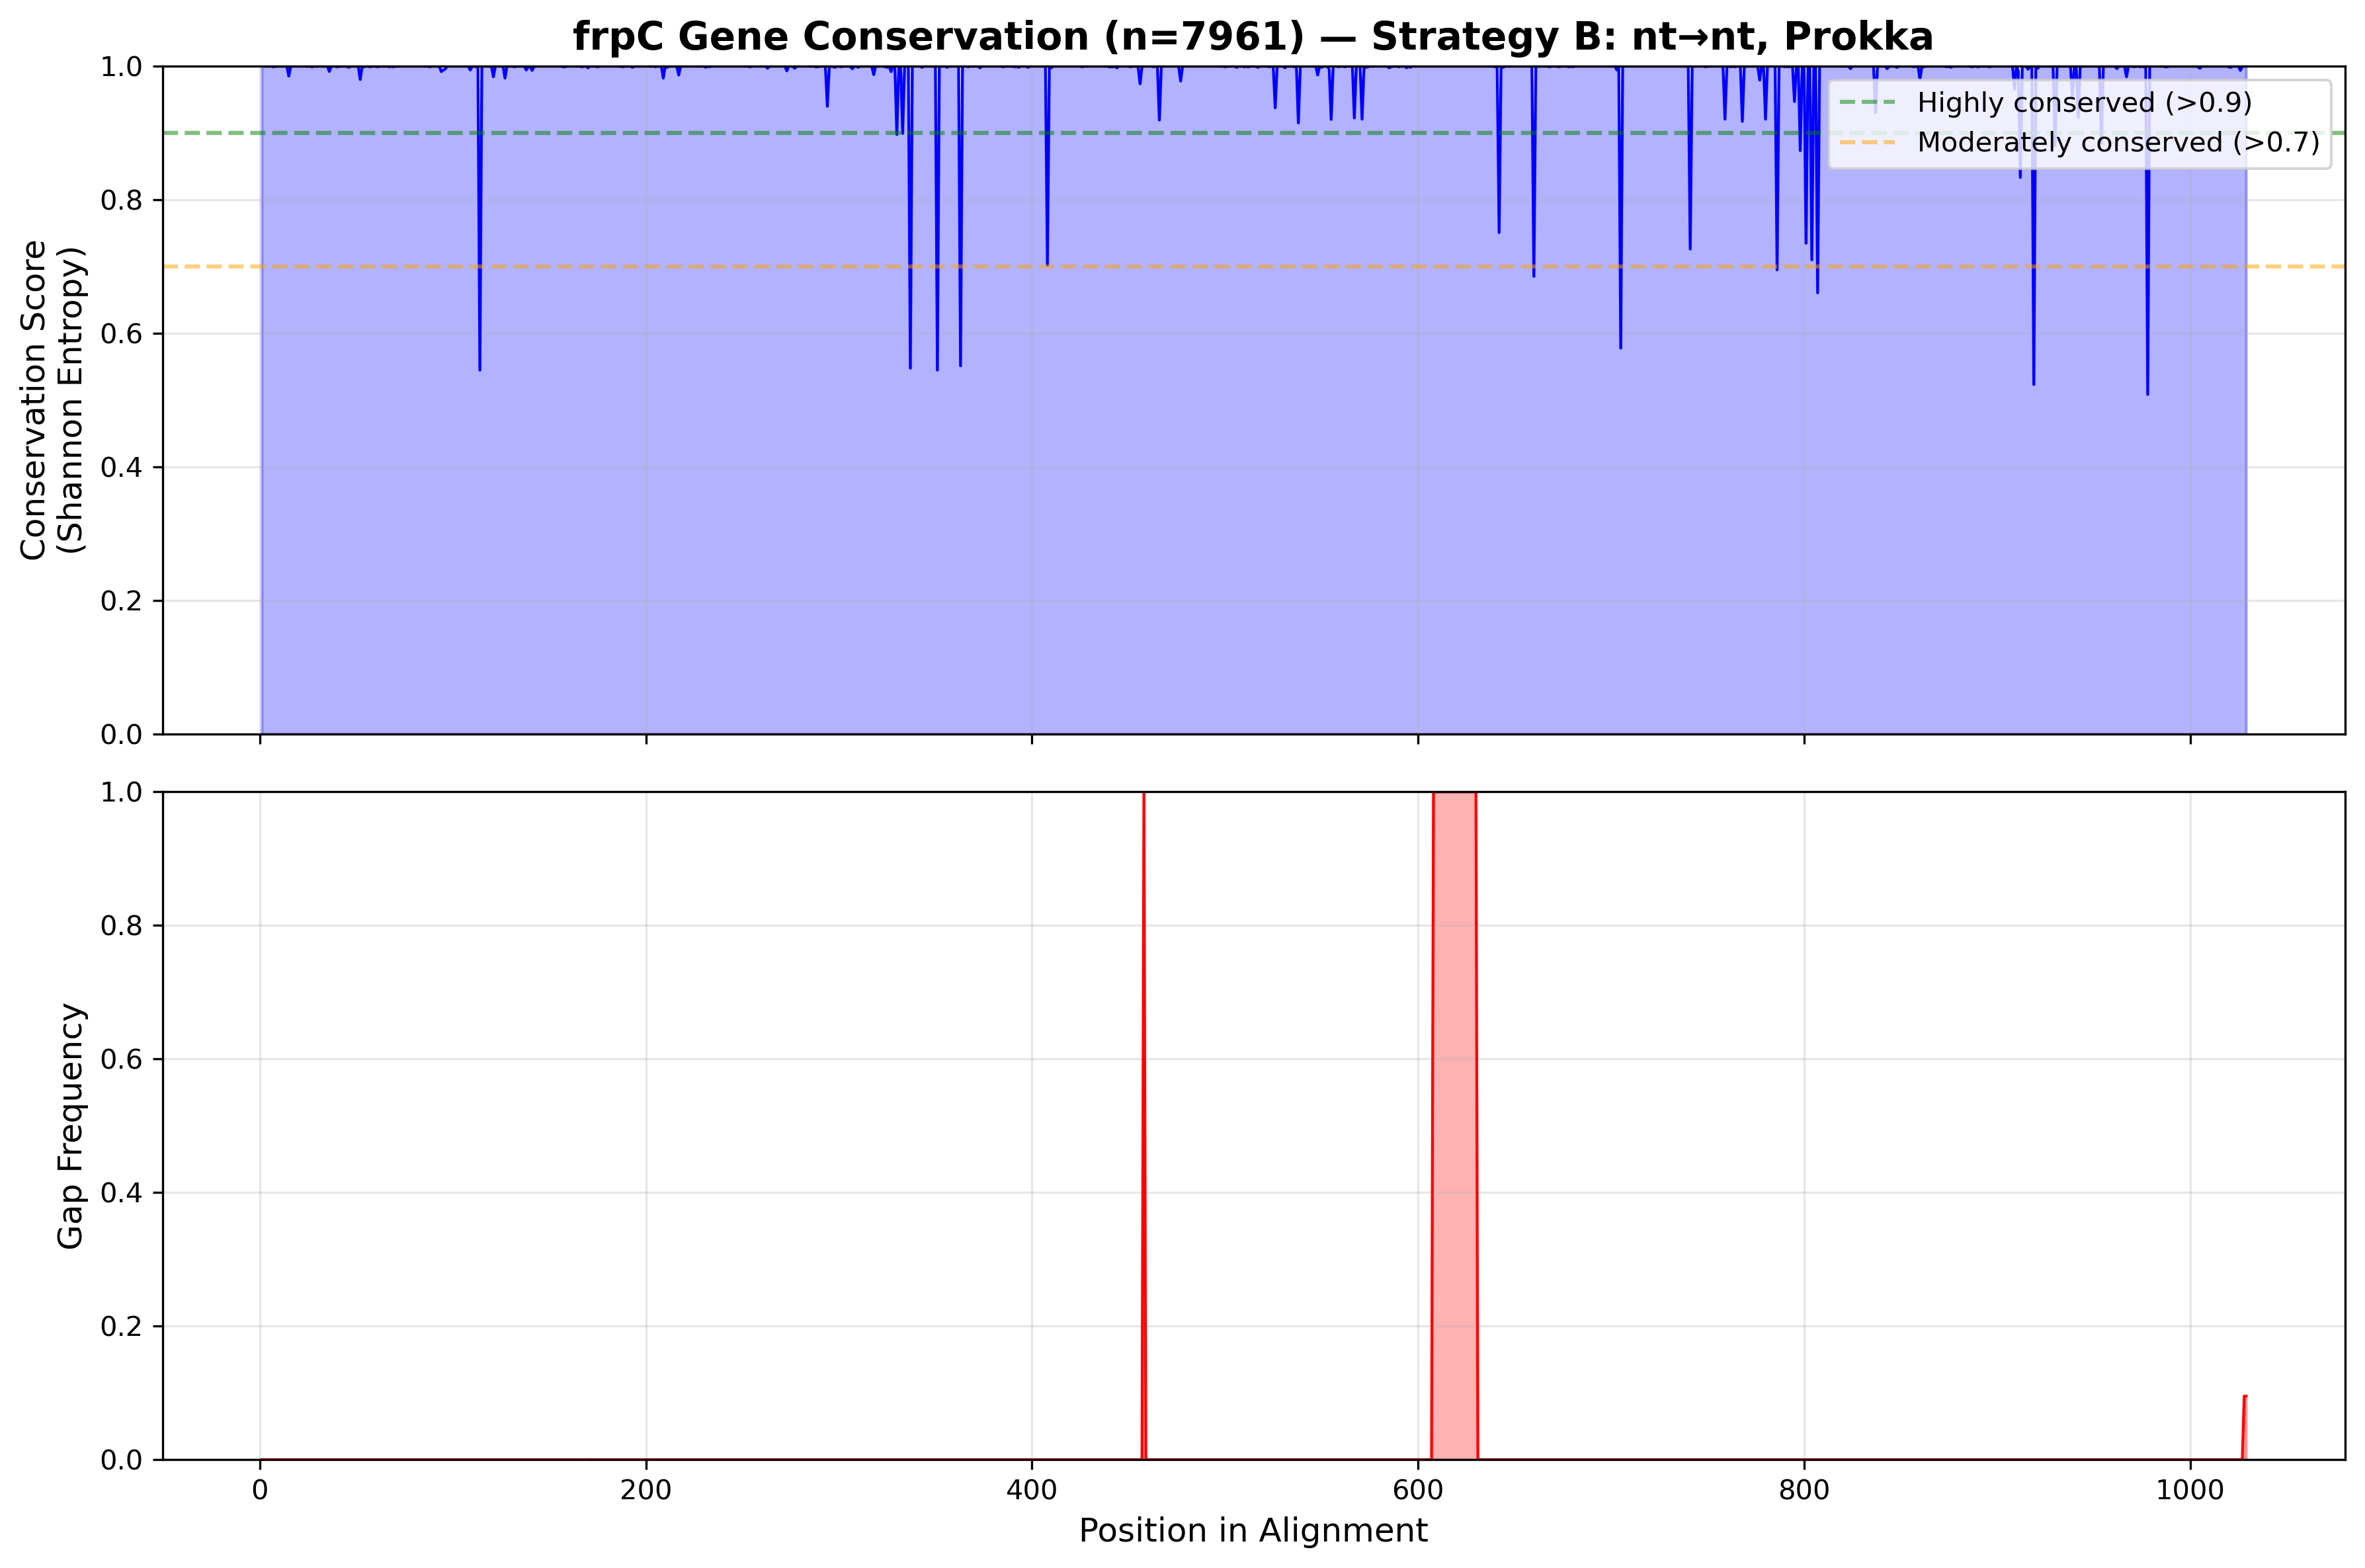 frpC Gene Conservation (n=7961) — Strategy B: nt→nt, Prokka
1.0
0.8
0.6
0.4
0.2
0.0
Conservation Score
(Shannon Entropy)
Highly conserved (>0.9)
Moderately conserved (>0.7)
1.0
0.8
0.6
0.4
0.2
0.0
Gap Frequency
0 200 400 600 800 1000
Position in Alignment